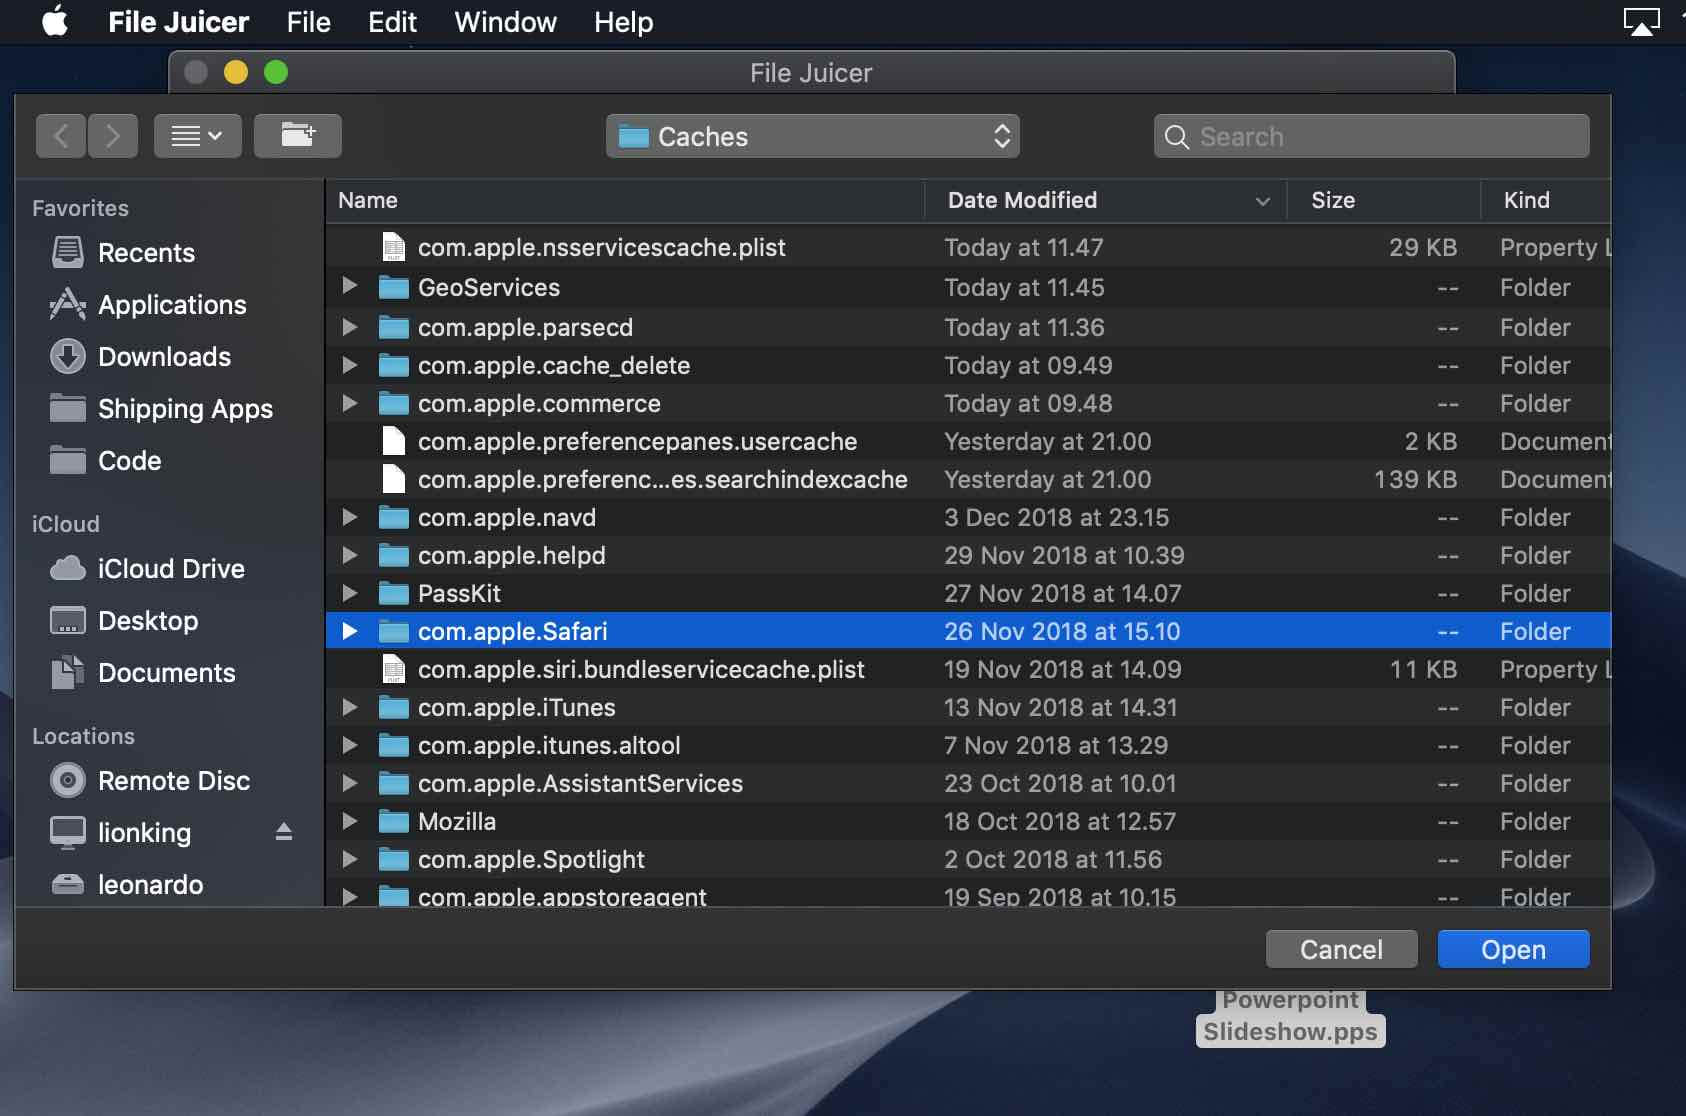 File Juicer File Edit Window Help
File Juicer
Caches Search
Favorites
Recents
Applications
Downloads
Shipping Apps
Code
iCloud
iCloud Drive
Desktop
Documents
Locations
Remote Disc
lionking
leonardo
Name Date Modified Size Kind
com.apple.nsservicescache.plist Today at 11.47 29 KB Property L
GeoServices Today at 11.45 -- Folder
com.apple.parsecd Today at 11.36 -- Folder
com.apple.cache_delete Today at 09.49 -- Folder
com.apple.commerce Today at 09.48 -- Folder
com.apple.preferencepanes.usercache Yesterday at 21.00 2 KB Document
com.apple.preferenc...es.searchindexcache Yesterday at 21.00 139 KB Document
com.apple.navd 3 Dec 2018 at 23.15 -- Folder
com.apple.helpd 29 Nov 2018 at 10.39 -- Folder
PassKit 27 Nov 2018 at 14.07 -- Folder
com.apple.Safari 26 Nov 2018 at 15.10 -- Folder
com.apple.siri.bundleservicecache.plist 19 Nov 2018 at 14.09 11 KB Property L
com.apple.iTunes 13 Nov 2018 at 14.31 -- Folder
com.apple.itunes.altool 7 Nov 2018 at 13.29 -- Folder
com.apple.AssistantServices 23 Oct 2018 at 10.01 -- Folder
Mozilla 18 Oct 2018 at 12.57 -- Folder
com.apple.Spotlight 2 Oct 2018 at 11.56 -- Folder
com.apple.appstoreagent 19 Sep 2018 at 10.15 -- Folder
Cancel Open
Powerpoint
Slideshow.pps